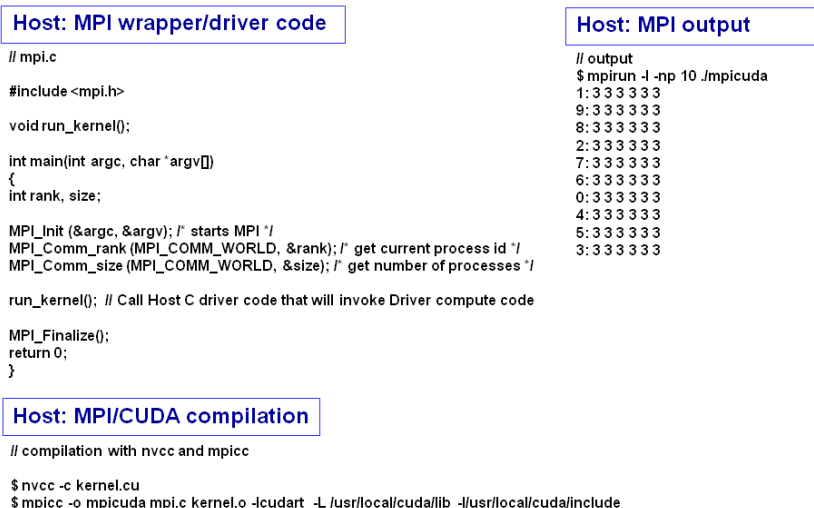 Host: MPI wrapper/driver code
// mpi.c
#include <mpi.h>
void run_kernel();
int main(int argc, char *argv[])
{
int rank, size;
MPI_Init (&argc, &argv); /* starts MPI */
MPI_Comm_rank (MPI_COMM_WORLD, &rank); /* get current process id */
MPI_Comm_size (MPI_COMM_WORLD, &size); /* get number of processes */
run_kernel(); // Call Host C driver code that will invoke Driver compute code
MPI_Finalize();
return 0;
}
Host: MPI output
// output
$ mpirun -l -np 10 ./mpicuda
1: 3 3 3 3 3 3
9: 3 3 3 3 3 3
8: 3 3 3 3 3 3
2: 3 3 3 3 3 3
7: 3 3 3 3 3 3
6: 3 3 3 3 3 3
0: 3 3 3 3 3 3
4: 3 3 3 3 3 3
5: 3 3 3 3 3 3
3: 3 3 3 3 3 3
Host: MPI/CUDA compilation
// compilation with nvcc and mpicc
$ nvcc -c kernel.cu
$ mpicc -o mpicuda mpi.c kernel.o -lcudart -L /usr/local/cuda/lib -I/usr/local/cuda/include